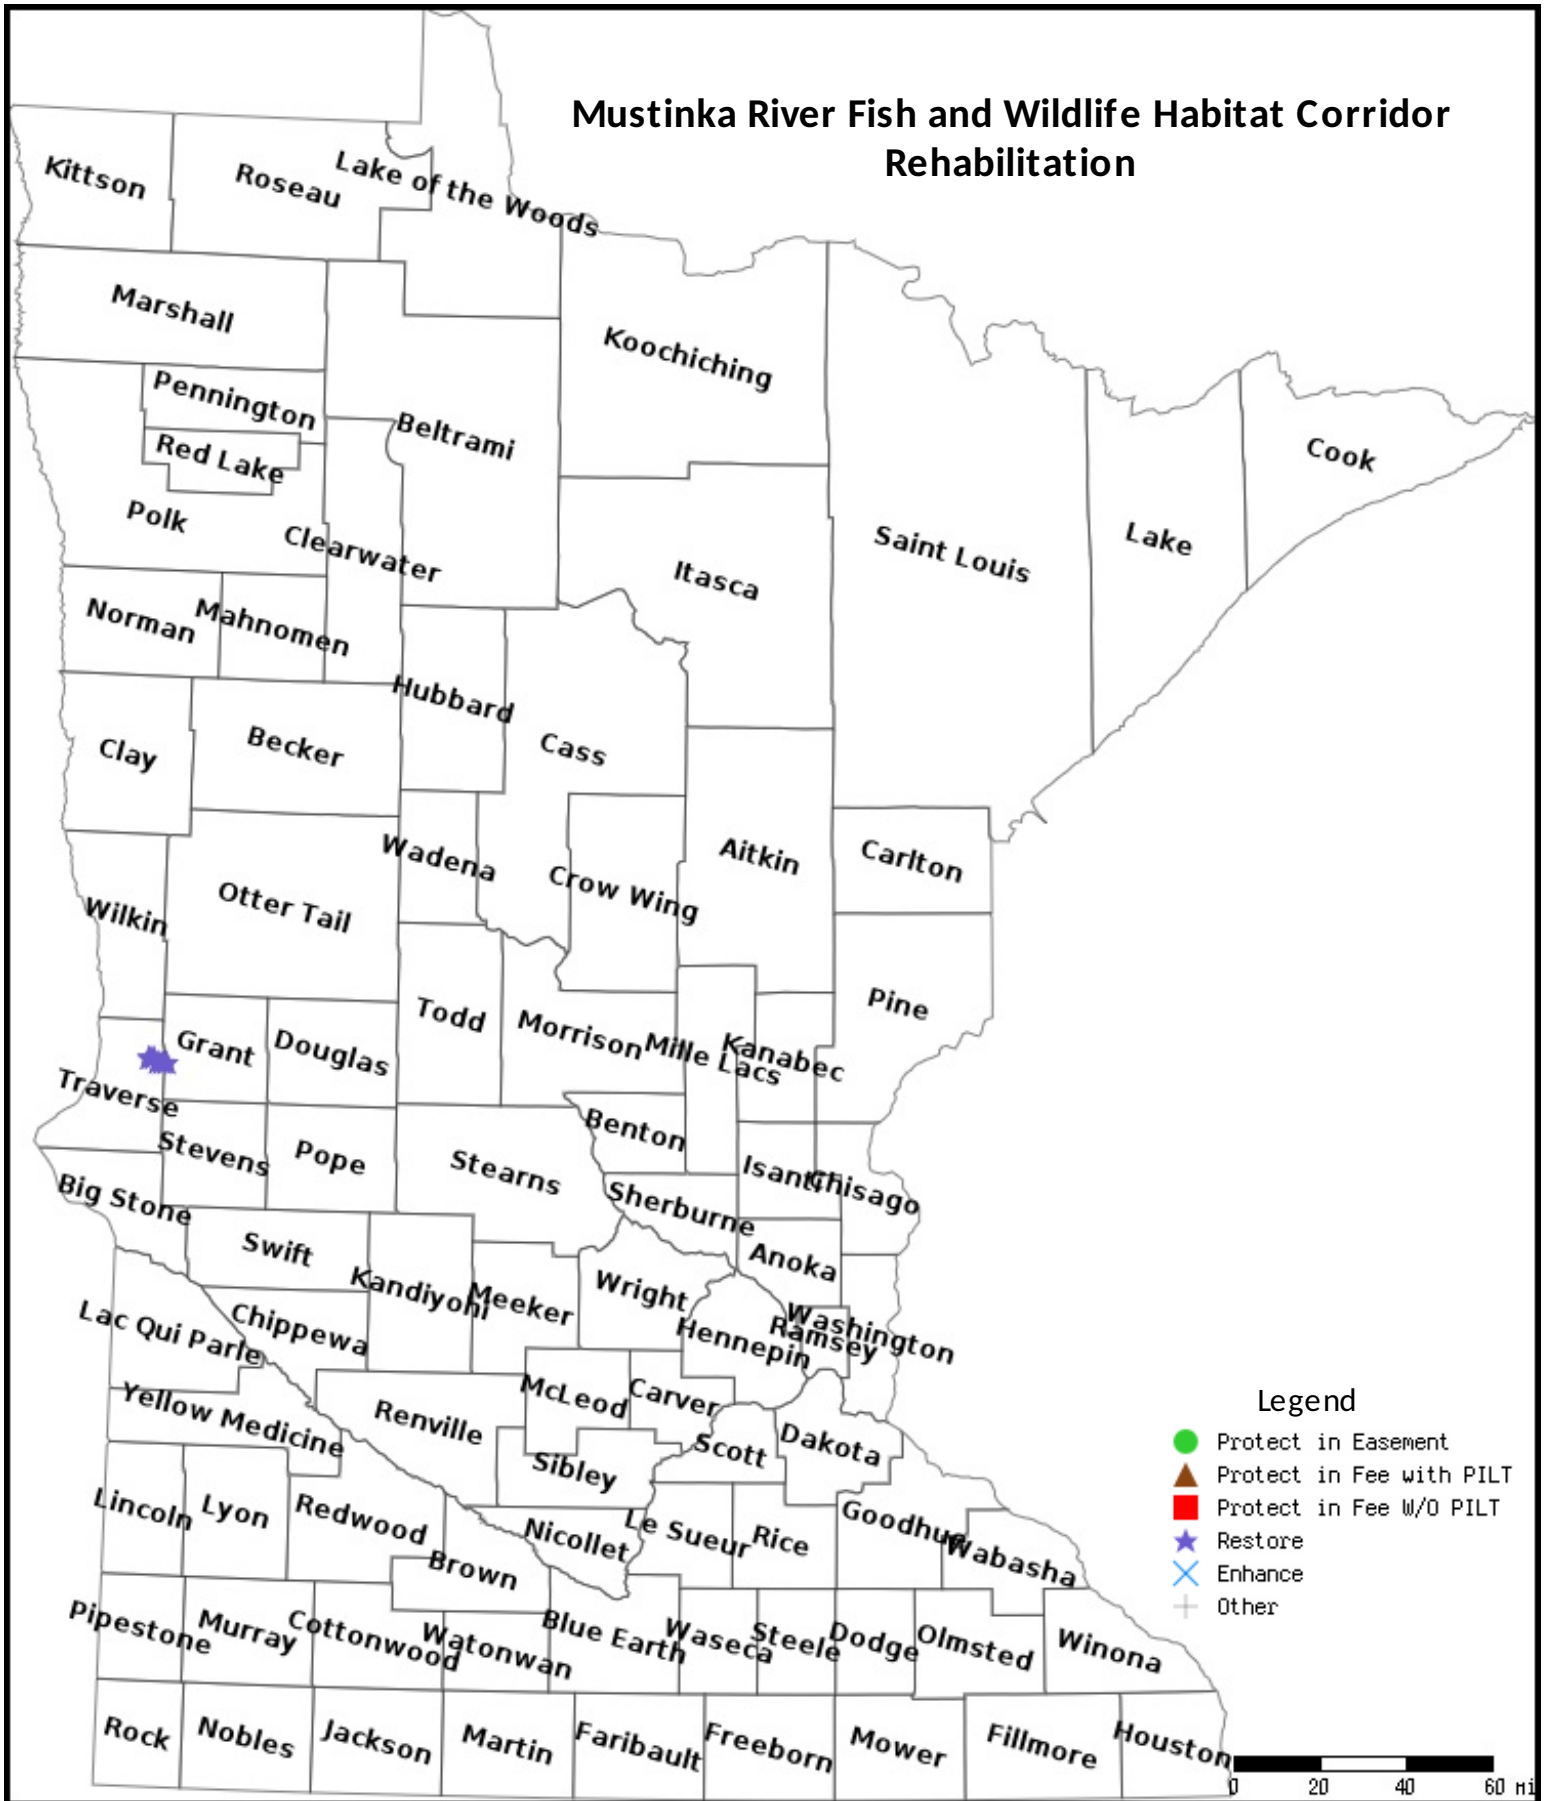 Mustinka River Fish and Wildlife Habitat Corridor
Rehabilitation
Kittson
Roseau
Lake of the Woods
Marshall
Koochiching
Pennington
Beltrami
Red Lake
Cook
Polk
Clearwater
Saint Louis
Lake
Itasca
Norman
Mahnomen
Hubbard
Clay
Becker
Cass
Wadena
Aitkin
Carlton
Crow Wing
Otter Tail
Wilkin
Pine
Todd
Morrison
Mille Lacs
Kanabec
Grant
Douglas
Traverse
Benton
Stevens
Pope
Stearns
Isanti
Chisago
Big Stone
Sherburne
Swift
Anoka
Kandiyohi
Meeker
Wright
Washington
Ramsey
Hennepin
Lac Qui Parle
Chippewa
McLeod
Carver
Yellow Medicine
Renville
Scott
Dakota
Sibley
Lincoln
Lyon
Redwood
Nicollet
Le Sueur
Rice
Goodhue
Wabasha
Brown
Pipestone
Murray
Cottonwood
Watonwan
Blue Earth
Waseca
Steele
Dodge
Olmsted
Winona
Rock
Nobles
Jackson
Martin
Faribault
Freeborn
Mower
Fillmore
Houston
Legend
Protect in Easement
Protect in Fee with PILT
Protect in Fee W/O PILT
Restore
Enhance
Other
0 20 40 60 mi